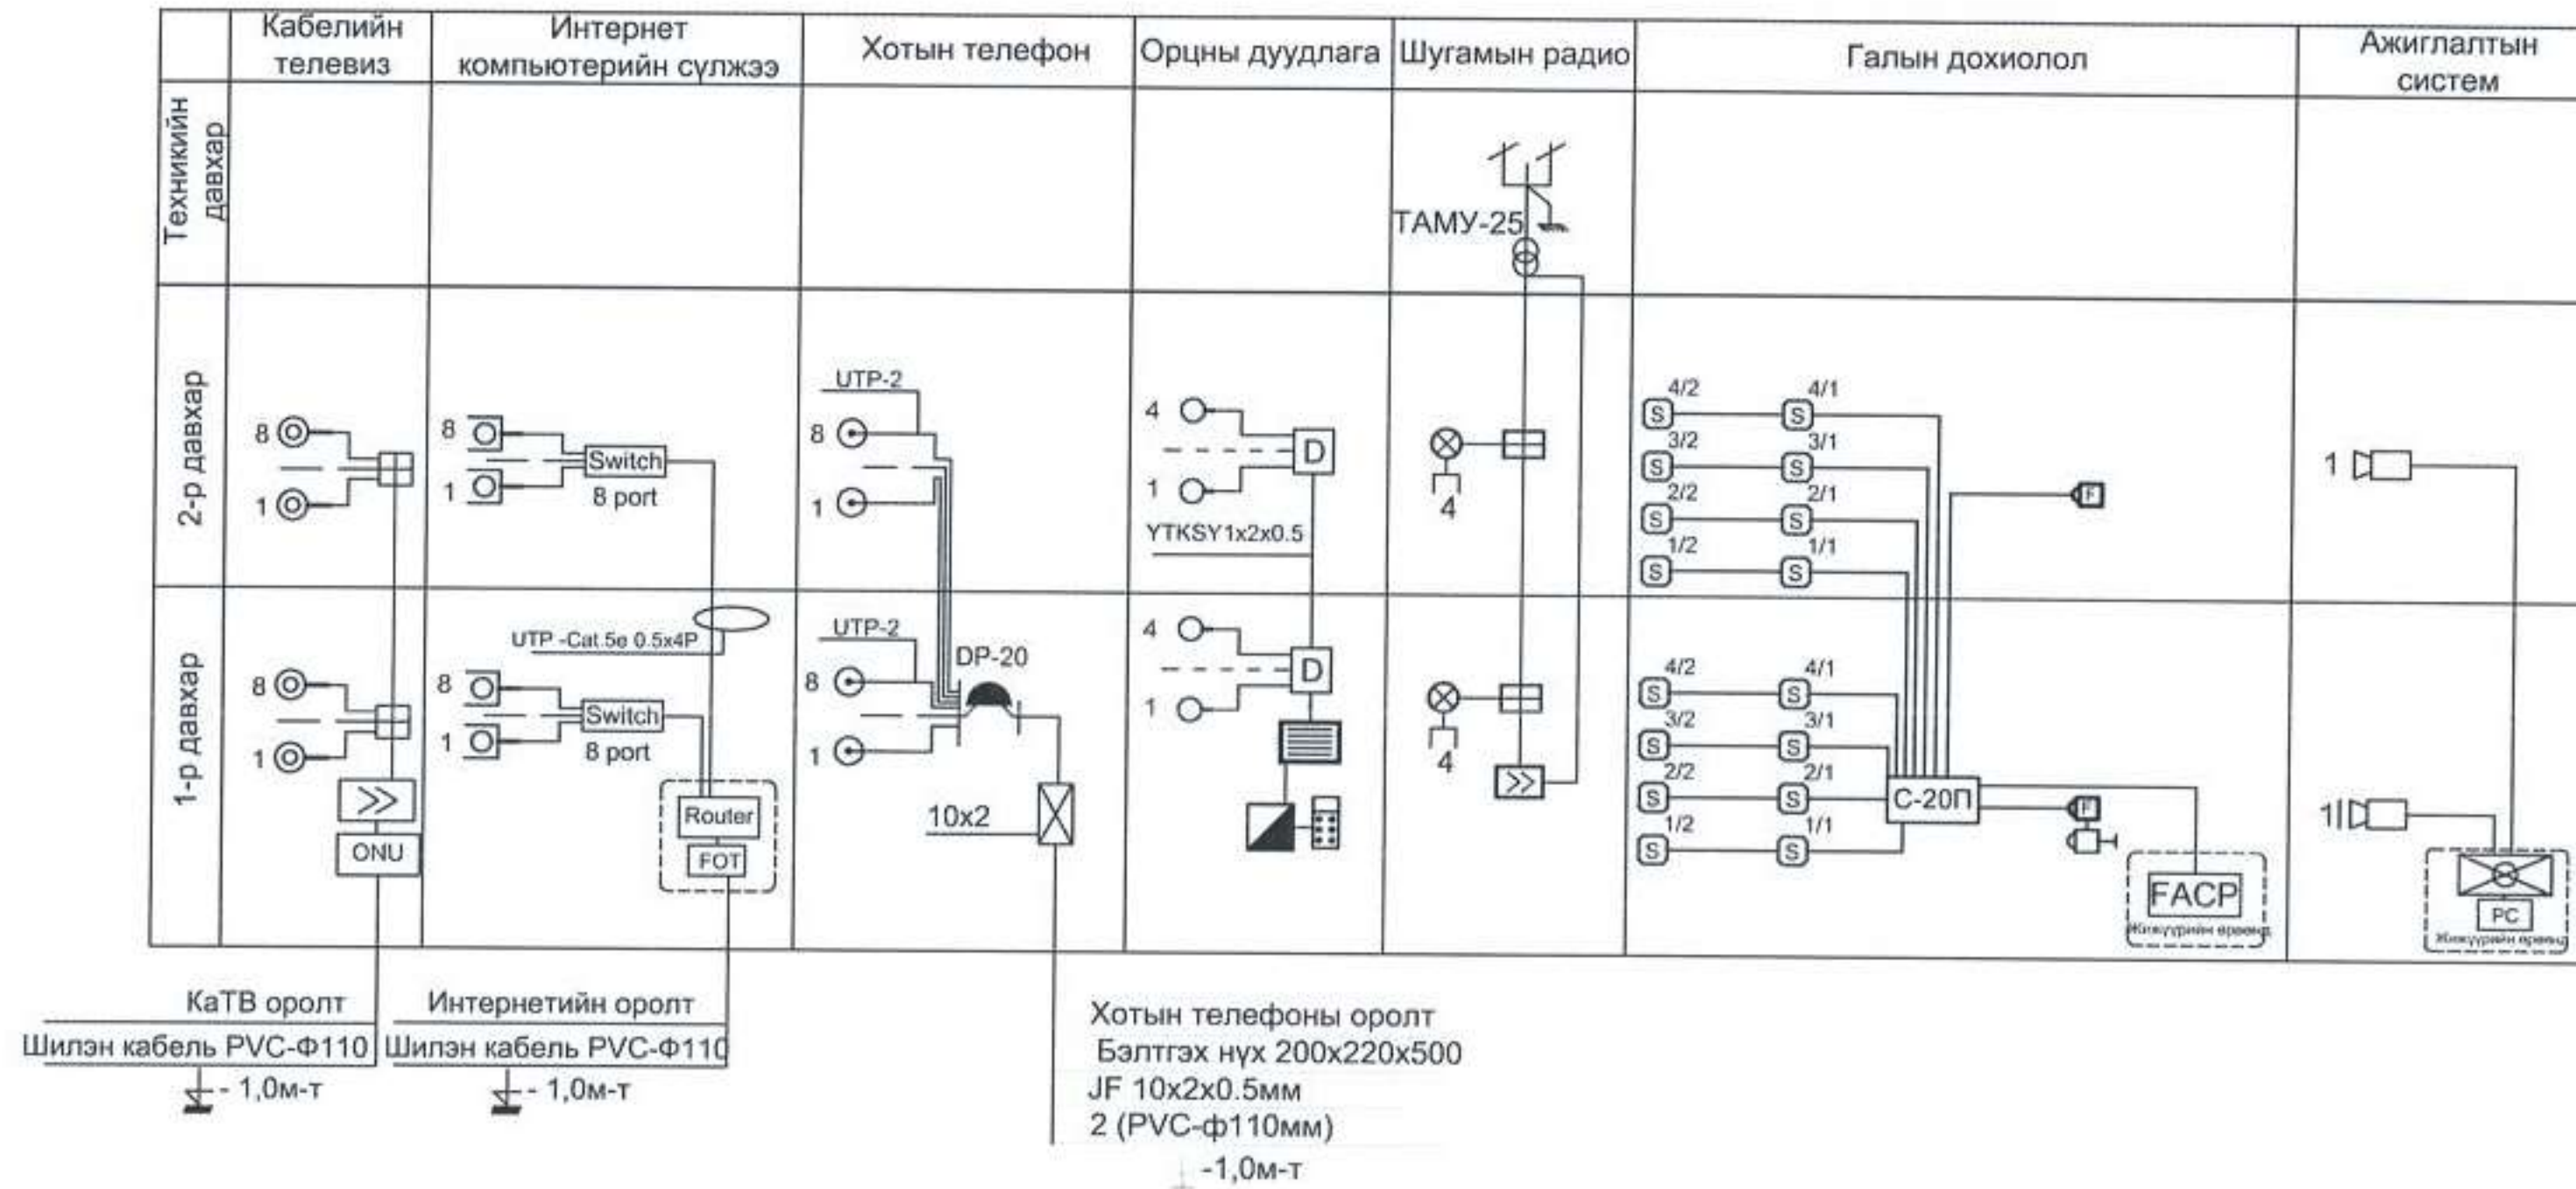 Кабелийн
телевиз
Интернет
компьютерийн сүлжээ
Хотын телефон
Орцны дуудлага
Шугамын радио
Галын дохиолол
Ажиглалтын
систем
Техникийн
давхар
ТАМУ-25
2-р давхар
8
1
8
1
Switch
8 port
UTP-2
8
1
4
1
D
YTKSY1x2x0.5
4
4/2
S
4/1
S
3/2
S
3/1
S
2/2
S
2/1
S
1/2
S
1/1
S
F
1
1-р давхар
8
1
ONU
UTP -Cat.5e 0.5x4P
8
1
Switch
8 port
Router
FOT
UTP-2
8
1
DP-20
10x2
4
1
D
4
4/2
S
4/1
S
3/2
S
3/1
S
2/2
S
2/1
S
1/2
S
1/1
S
С-20П
F
FACP
Жижүүрийн өрөөнд
1
PC
Жижүүрийн өрөөнд
КаТВ оролт
Шилэн кабель PVC-Ф110
- 1,0м-т
Интернетийн оролт
Шилэн кабель PVC-Ф110
- 1,0м-т
Хотын телефоны оролт
Бэлтгэх нүх 200x220x500
JF 10x2x0.5мм
2 (PVC-ф110мм)
-1,0м-т